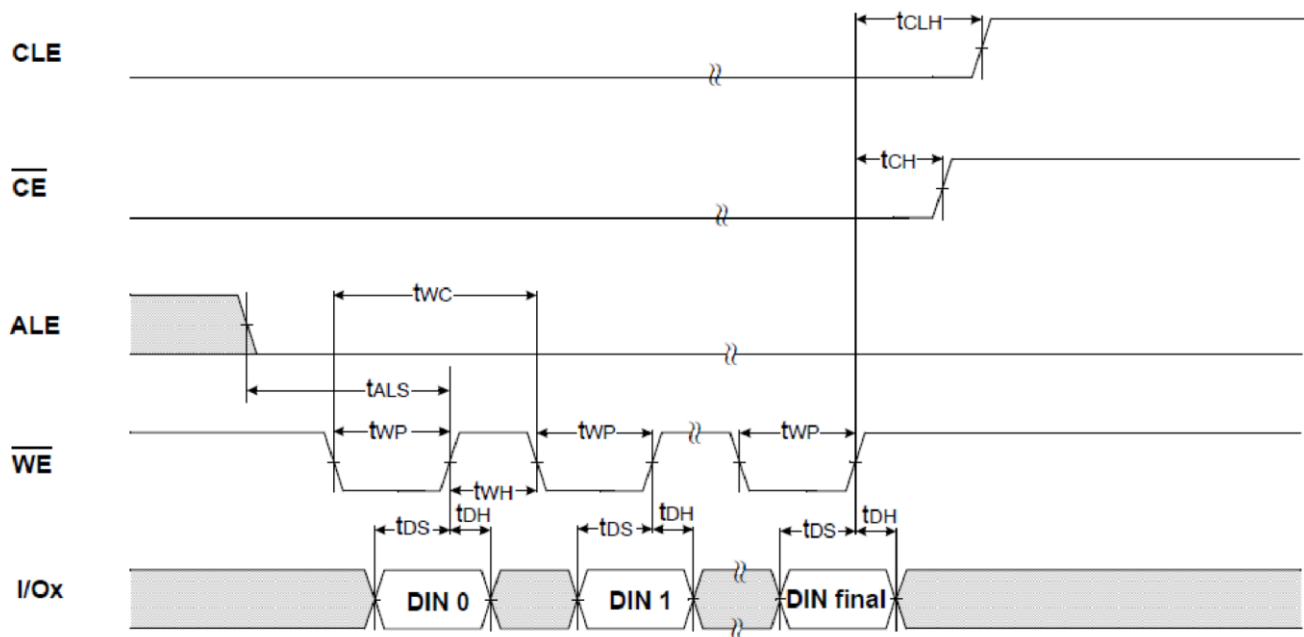 CLE
tCLH
CE
tCH
ALE
tWC
tALS
WE
tWP
tWP
tWP
tWH
tDS
tDH
tDS
tDH
tDS
tDH
I/Ox
DIN 0
DIN 1
DIN final